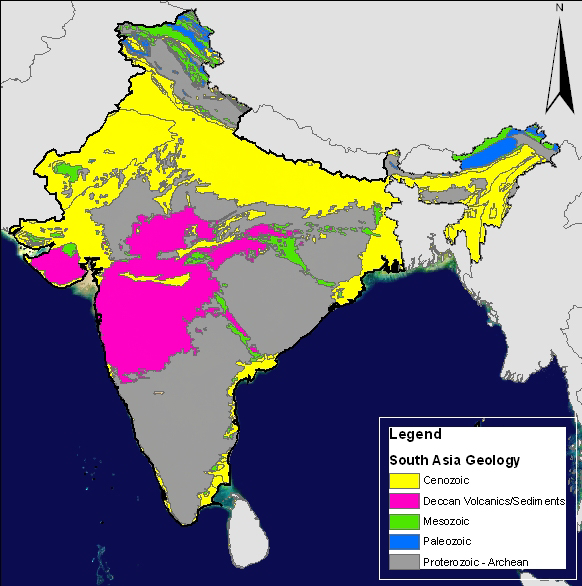 N
Legend
South Asia Geology
Cenozoic
Deccan Volcanics/Sediments
Mesozoic
Paleozoic
Proterozoic - Archean